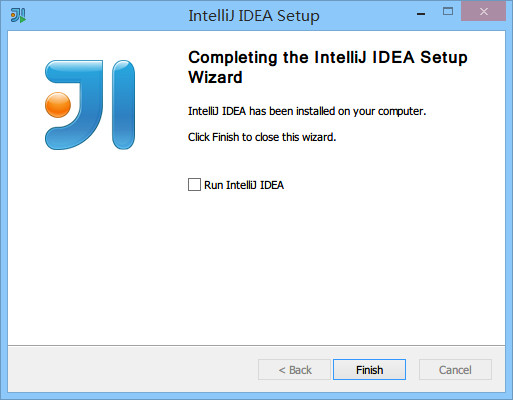 IntelliJ IDEA Setup
Completing the IntelliJ IDEA Setup
Wizard
IntelliJ IDEA has been installed on your computer.
Click Finish to close this wizard.
Run IntelliJ IDEA
< Back
Finish
Cancel